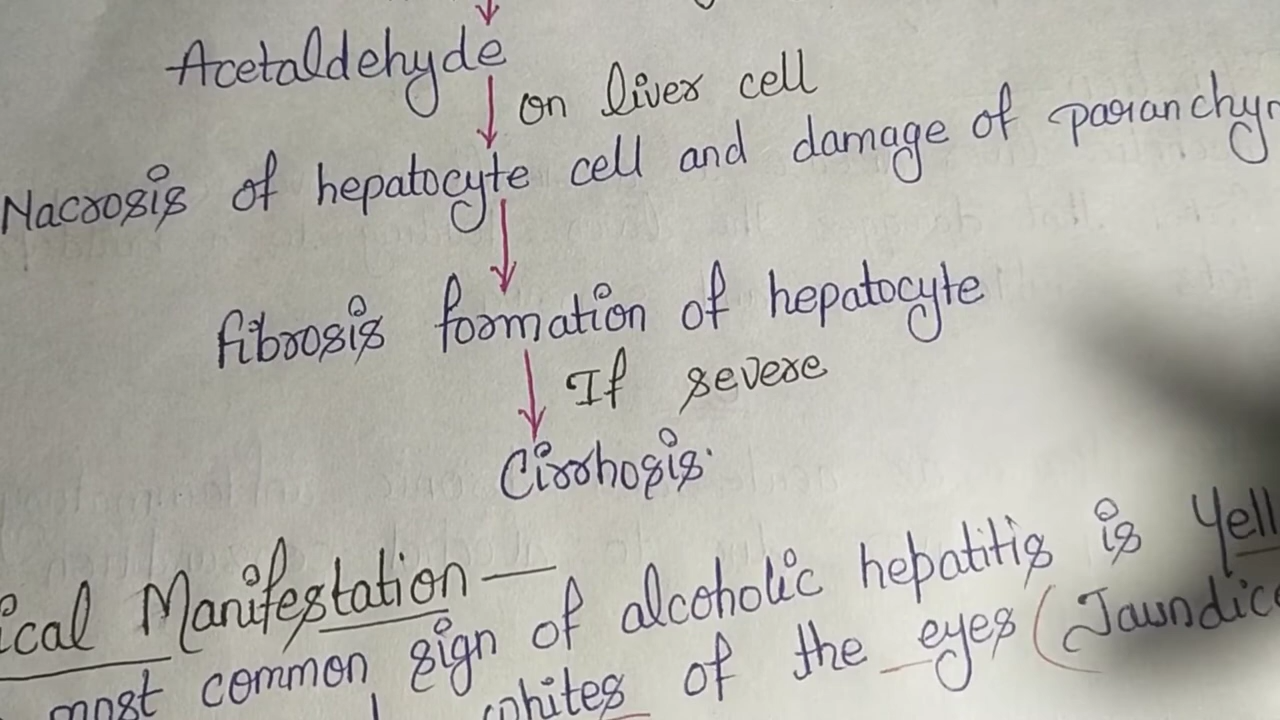 Acetaldehyde
on liver cell
Nacrosis of hepatocyte cell and damage of paranchy
fibrosis formation of hepatocyte
If severe
Cirrhosis.
ical Manifestation —
most common sign of alcoholic hepatitis is Yell
whites of the eyes (Jaundic